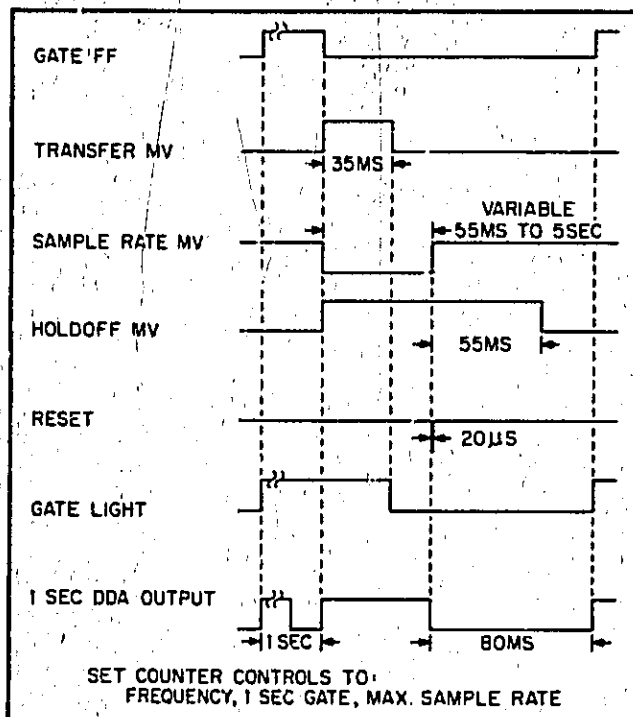 GATE FF
TRANSFER MV
35MS
VARIABLE
SAMPLE RATE MV
55MS TO 5SEC
HOLDOFF MV
55MS
RESET
20µS
GATE LIGHT
1 SEC DDA OUTPUT
1 SEC
80MS
SET COUNTER CONTROLS TO:
FREQUENCY, 1 SEC GATE, MAX. SAMPLE RATE